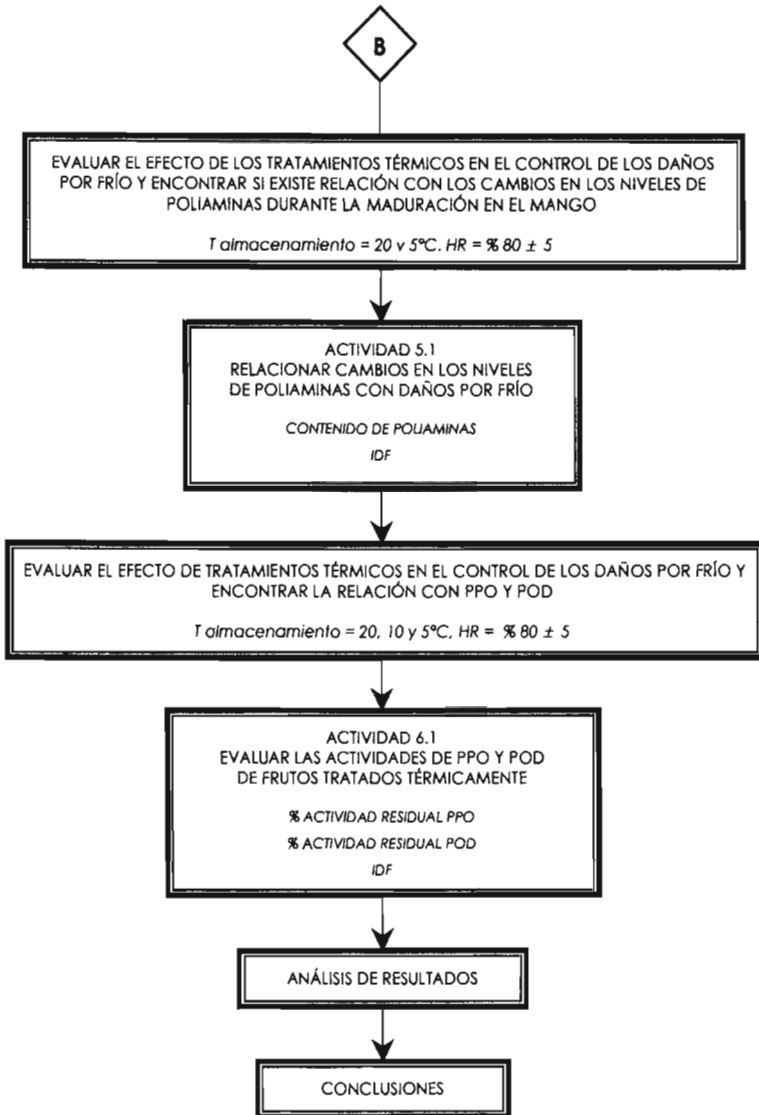 B
EVALUAR EL EFECTO DE LOS TRATAMIENTOS TÉRMICOS EN EL CONTROL DE LOS DAÑOS
POR FRÍO Y ENCONTRAR SI EXISTE RELACIÓN CON LOS CAMBIOS EN LOS NIVELES DE
POLIAMINAS DURANTE LA MADURACIÓN EN EL MANGO
T almacenamiento = 20 y 5ºC. HR = % 80 ± 5
ACTIVIDAD 5.1
RELACIONAR CAMBIOS EN LOS NIVELES
DE POLIAMINAS CON DAÑOS POR FRÍO
CONTENIDO DE POLIAMINAS
IDF
EVALUAR EL EFECTO DE TRATAMIENTOS TÉRMICOS EN EL CONTROL DE LOS DAÑOS POR FRÍO Y
ENCONTRAR LA RELACIÓN CON PPO Y POD
T almacenamiento = 20, 10 y 5ºC, HR = % 80 ± 5
ACTIVIDAD 6.1
EVALUAR LAS ACTIVIDADES DE PPO Y POD
DE FRUTOS TRATADOS TÉRMICAMENTE
% ACTIVIDAD RESIDUAL PPO
% ACTIVIDAD RESIDUAL POD
IDF
ANÁLISIS DE RESULTADOS
CONCLUSIONES